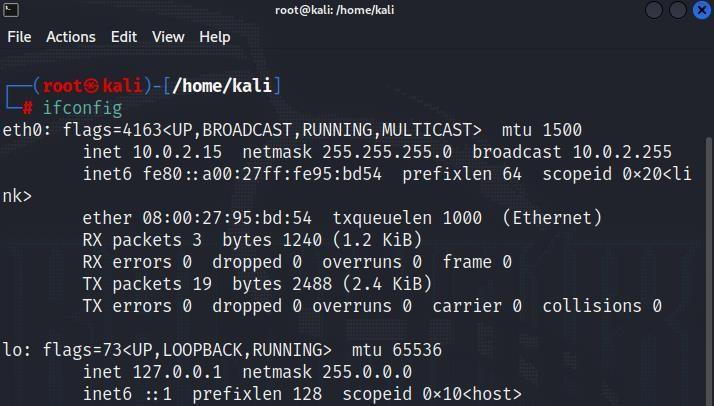 root@kali: /home/kali
File Actions Edit View Help
┌──(root㉿kali)-[/home/kali]
└─# ifconfig
eth0: flags=4163<UP,BROADCAST,RUNNING,MULTICAST>  mtu 1500
        inet 10.0.2.15  netmask 255.255.255.0  broadcast 10.0.2.255
        inet6 fe80::a00:27ff:fe95:bd54  prefixlen 64  scopeid 0×20<li
nk>
        ether 08:00:27:95:bd:54  txqueuelen 1000  (Ethernet)
        RX packets 3  bytes 1240 (1.2 KiB)
        RX errors 0  dropped 0  overruns 0  frame 0
        TX packets 19  bytes 2488 (2.4 KiB)
        TX errors 0  dropped 0 overruns 0  carrier 0  collisions 0

lo: flags=73<UP,LOOPBACK,RUNNING>  mtu 65536
        inet 127.0.0.1  netmask 255.0.0.0
        inet6 ::1  prefixlen 128  scopeid 0×10<host>